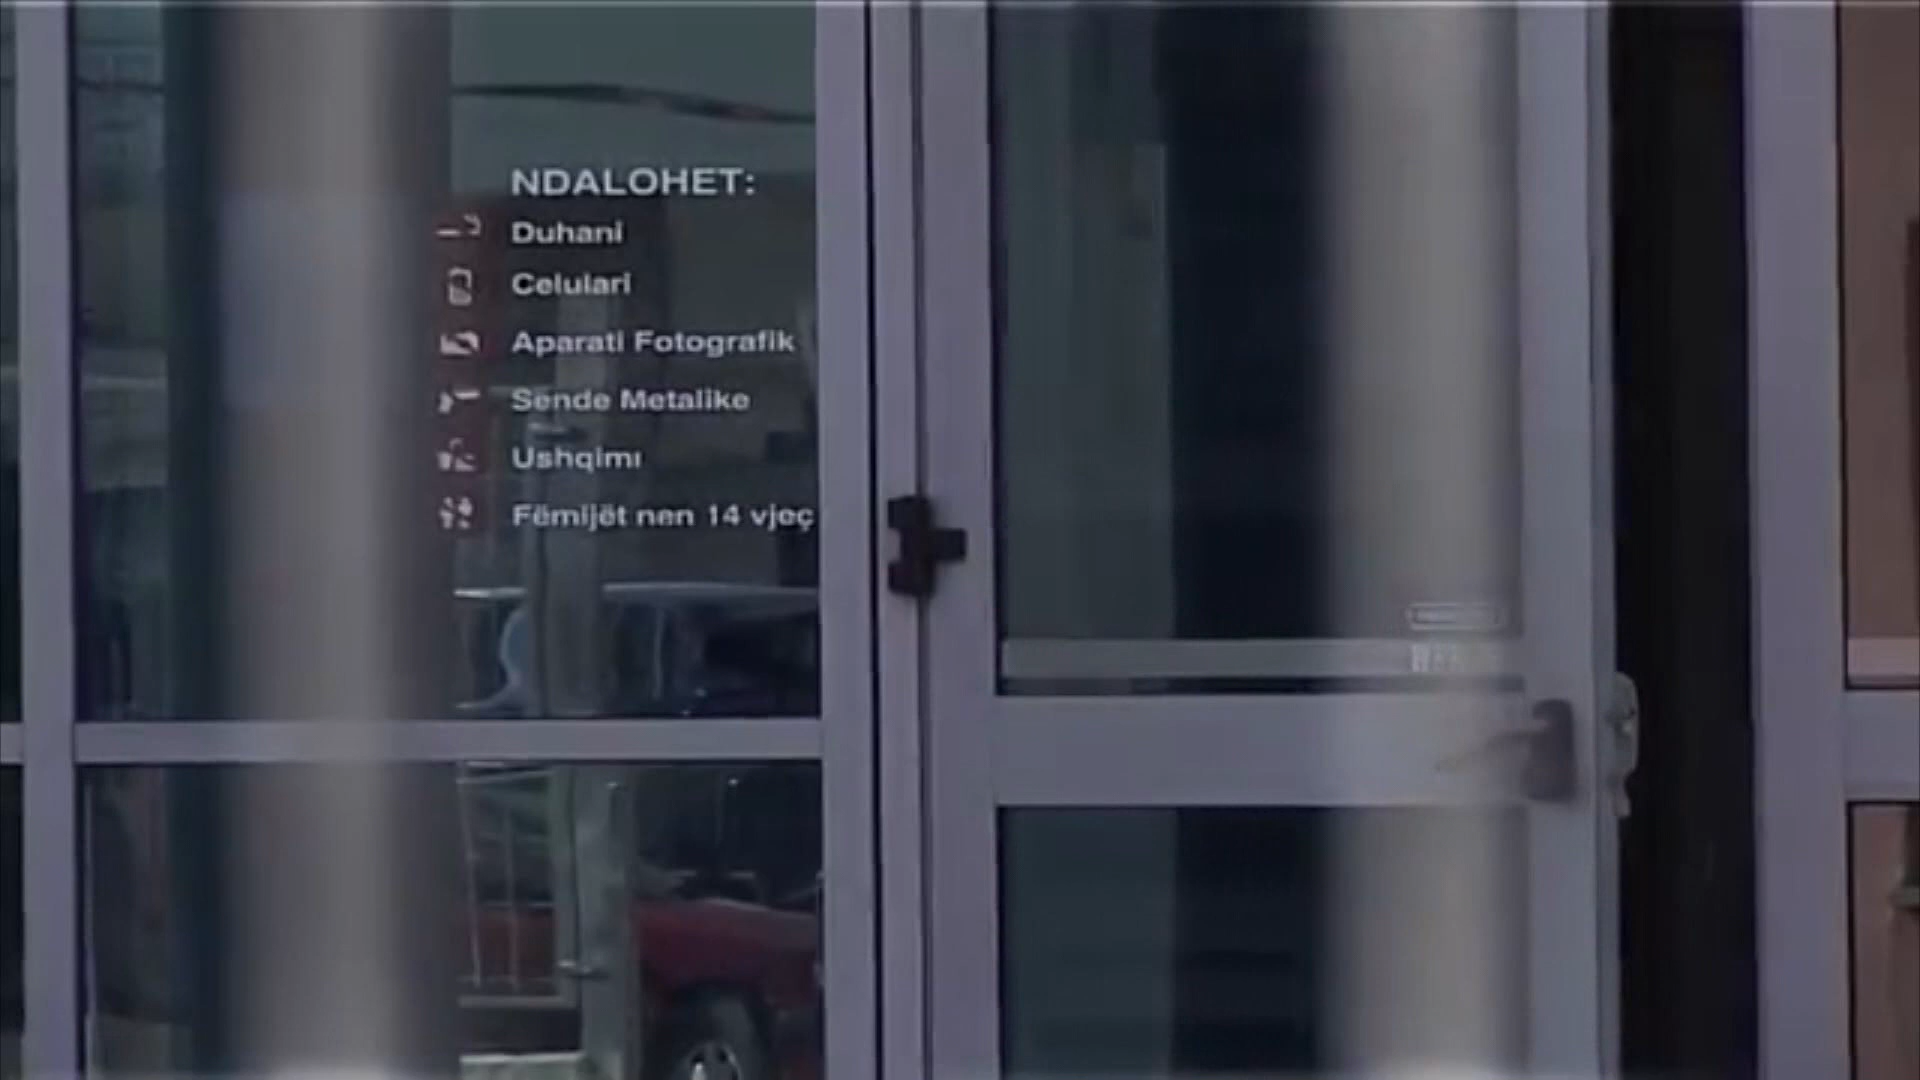 NDALOHET:
Duhani
Celulari
Aparati Fotografik
Sende Metalike
Ushqimi
Fëmijët nen 14 vjeç